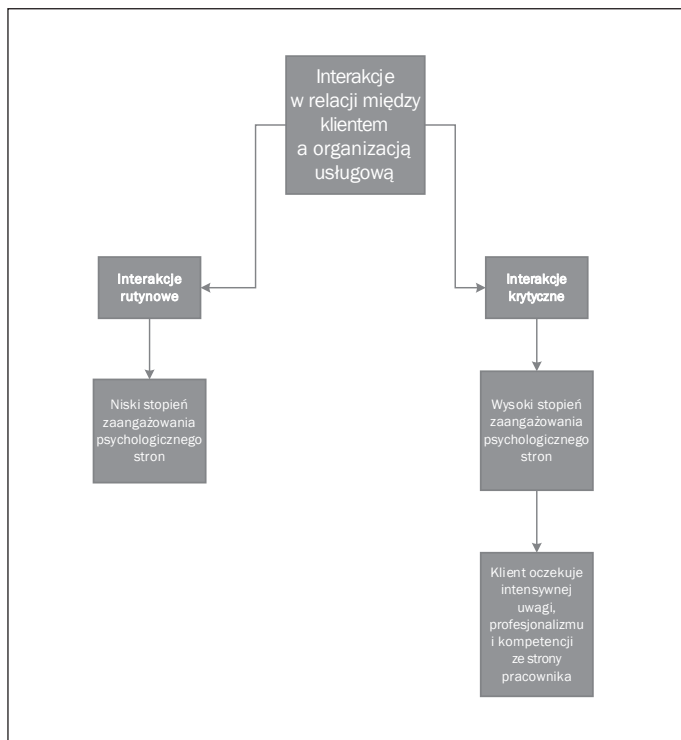 Interakcje
w relacji między
klientem
a organizacją
usługową
Interakcje
rutynowe
Niski stopień
zaangażowania
psychologicznego
stron
Interakcje
krytyczne
Wysoki stopień
zaangażowania
psychologicznego
stron
Klient oczekuje
intensywnej
uwagi,
profesjonalizmu
i kompetencji
ze strony
pracownika